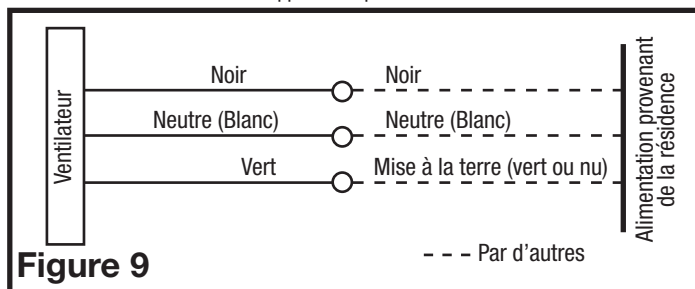 Ventilateur
Noir
Noir
Neutre (Blanc)
Neutre (Blanc)
Vert
Mise à la terre (vert ou nu)
Alimentation provenant
de la résidence
- - - Par d'autres
Figure 9